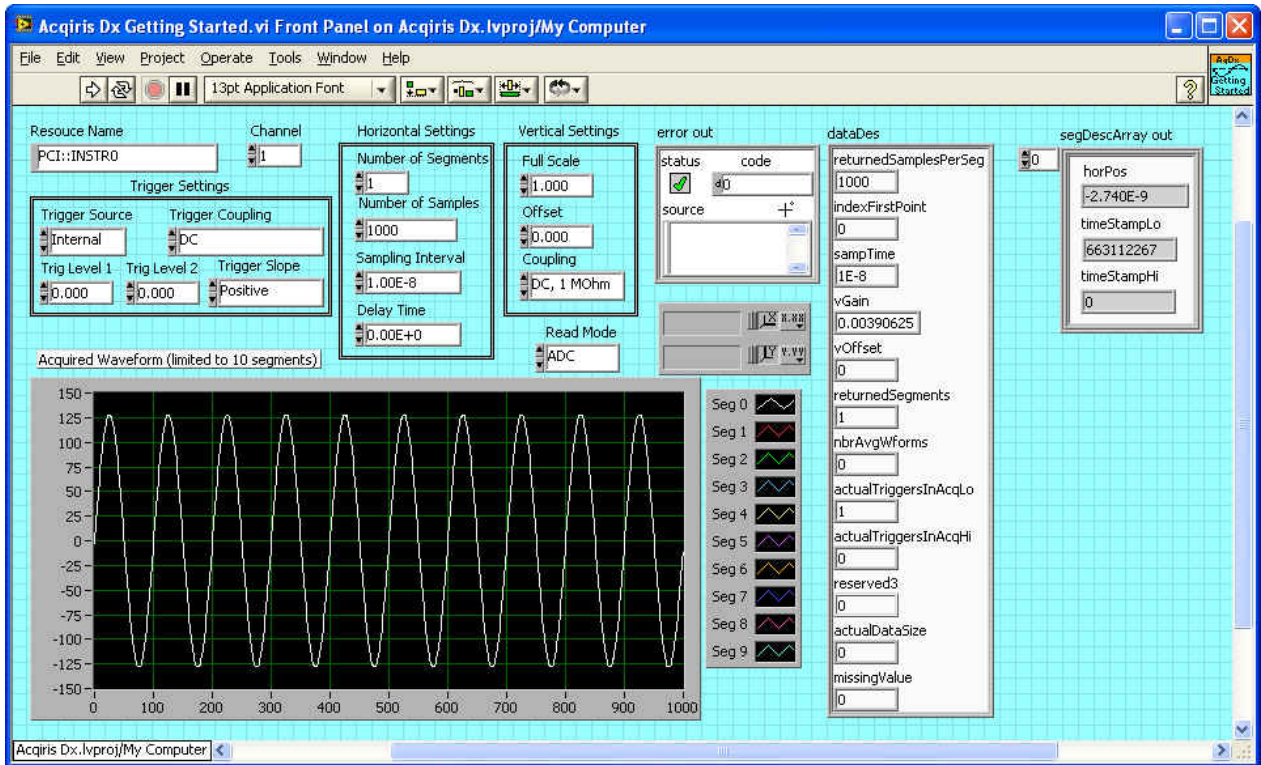 Acqiris Dx Getting Started.vi Front Panel on Acqiris Dx.lvproj/My Computer
File Edit View Project Operate Tools Window Help
13pt Application Font
?
AqDx
Getting
Started
Resouce Name
PCI::INSTR0
Channel
1
Trigger Settings
Trigger Source
Internal
Trigger Coupling
DC
Trig Level 1
0.000
Trig Level 2
0.000
Trigger Slope
Positive
Horizontal Settings
Number of Segments
1
Number of Samples
1000
Sampling Interval
1.00E-8
Delay Time
0.00E+0
Vertical Settings
Full Scale
1.000
Offset
0.000
Coupling
DC, 1 MOhm
Read Mode
ADC
error out
status
code
d0
source
X X.XX
Y Y.YY
dataDes
returnedSamplesPerSeg
1000
indexFirstPoint
0
sampTime
1E-8
vGain
0.00390625
vOffset
0
returnedSegments
1
nbrAvgWforms
0
actualTriggersInAcqLo
1
actualTriggersInAcqHi
0
reserved3
0
actualDataSize
0
missingValue
0
segDescArray out
0
horPos
-2.740E-9
timeStampLo
663112267
timeStampHi
0
Acquired Waveform (limited to 10 segments)
150
125
100
75
50
25
0
-25
-50
-75
-100
-125
-150
0 100 200 300 400 500 600 700 800 900 1000
Seg 0
Seg 1
Seg 2
Seg 3
Seg 4
Seg 5
Seg 6
Seg 7
Seg 8
Seg 9
Acqiris Dx.lvproj/My Computer